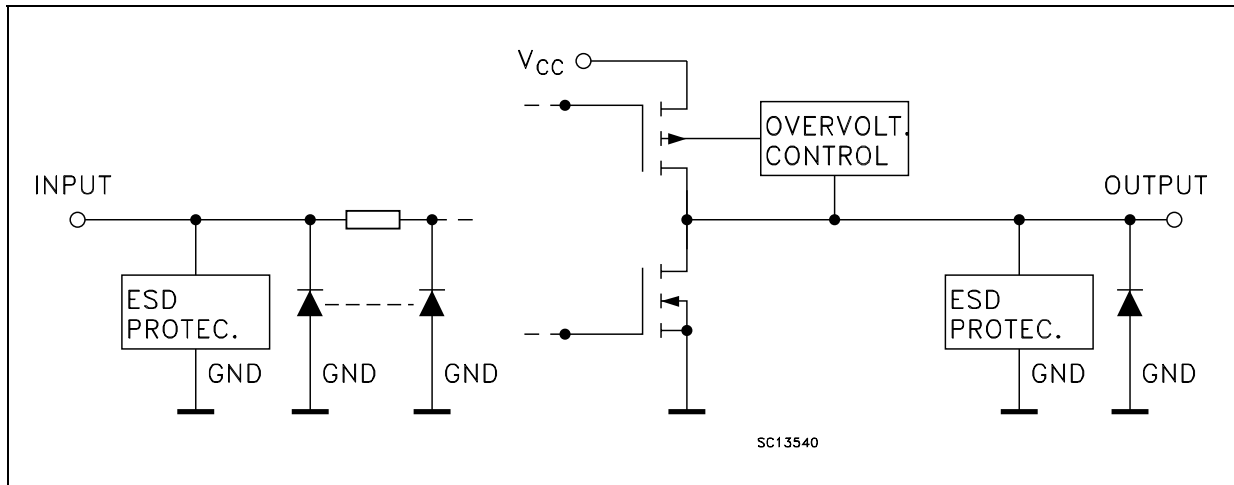 VCC
OVERVOLT.
CONTROL
INPUT
OUTPUT
ESD
PROTEC.
ESD
PROTEC.
GND
GND
GND
GND
GND
SC13540